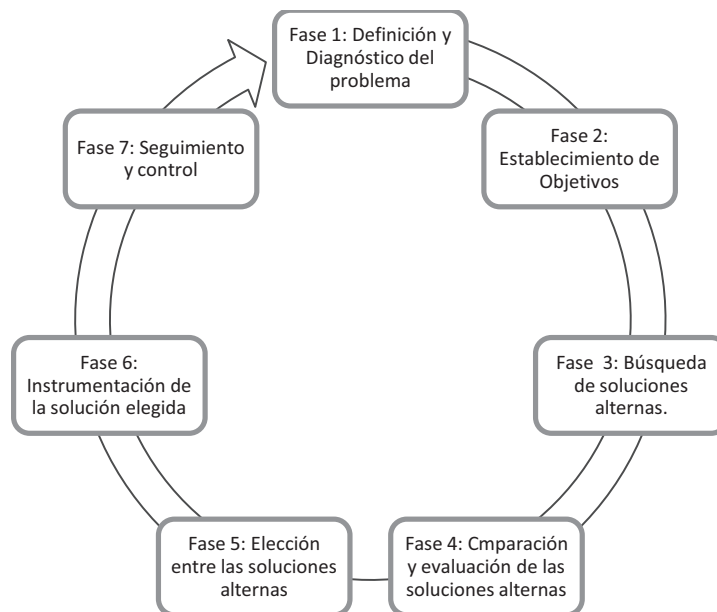 Fase 1: Definición y
Diagnóstico del
problema
Fase 2:
Establecimiento de
Objetivos
Fase  3: Búsqueda
de soluciones
alternas.
Fase 4: Cmparación
y evaluación de las
soluciones alternas
Fase 5: Elección
entre las soluciones
alternas
Fase 6:
Instrumentación de
la solución elegida
Fase 7: Seguimiento
y control